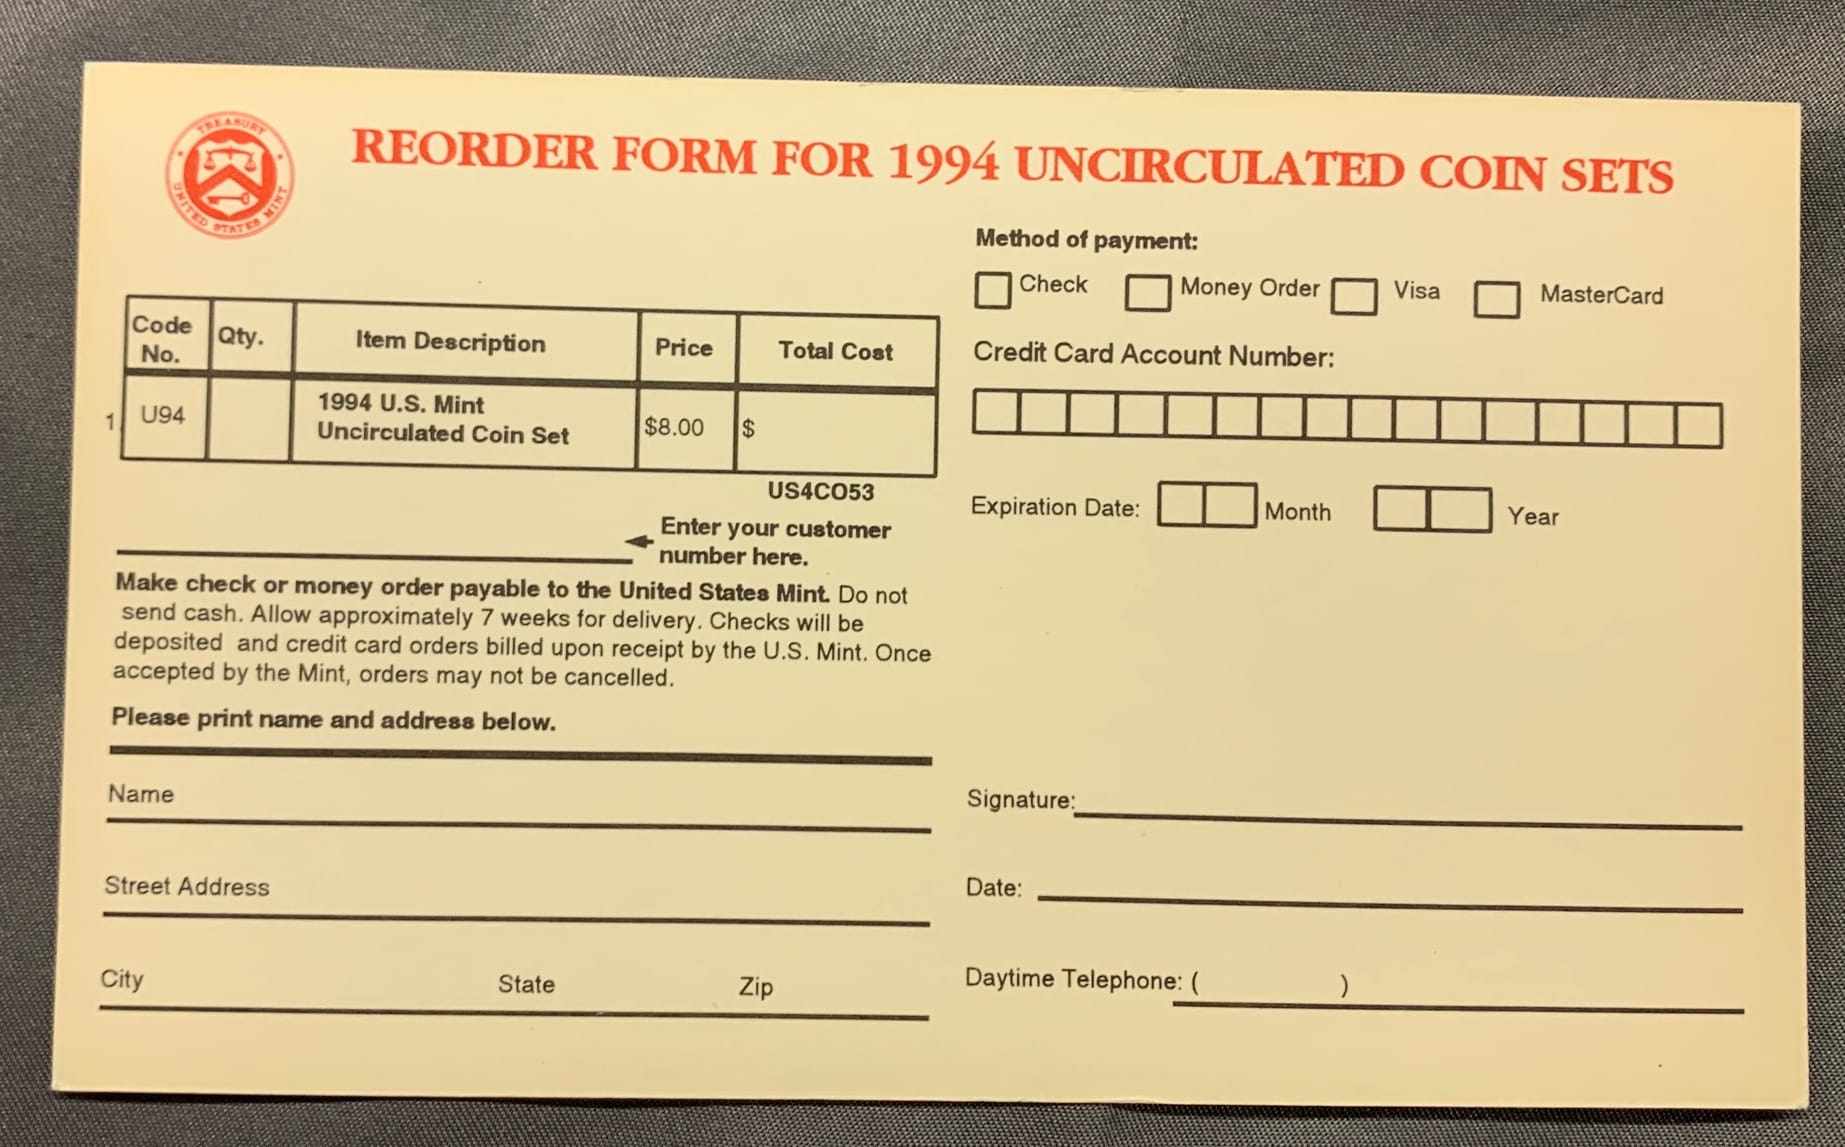 TREASURY
UNITED STATES MINT
REORDER FORM FOR 1994 UNCIRCULATED COIN SETS
Code No.
Qty.
Item Description
Price
Total Cost
1
U94
1994 U.S. Mint
Uncirculated Coin Set
$8.00
$
US4CO53
Enter your customer
number here.
Make check or money order payable to the United States Mint. Do not
send cash. Allow approximately 7 weeks for delivery. Checks will be
deposited and credit card orders billed upon receipt by the U.S. Mint. Once
accepted by the Mint, orders may not be cancelled.
Please print name and address below.
Name
Street Address
City State Zip
Method of payment:
Check Money Order Visa MasterCard
Credit Card Account Number:
Expiration Date: Month Year
Signature:
Date:
Daytime Telephone: ( )